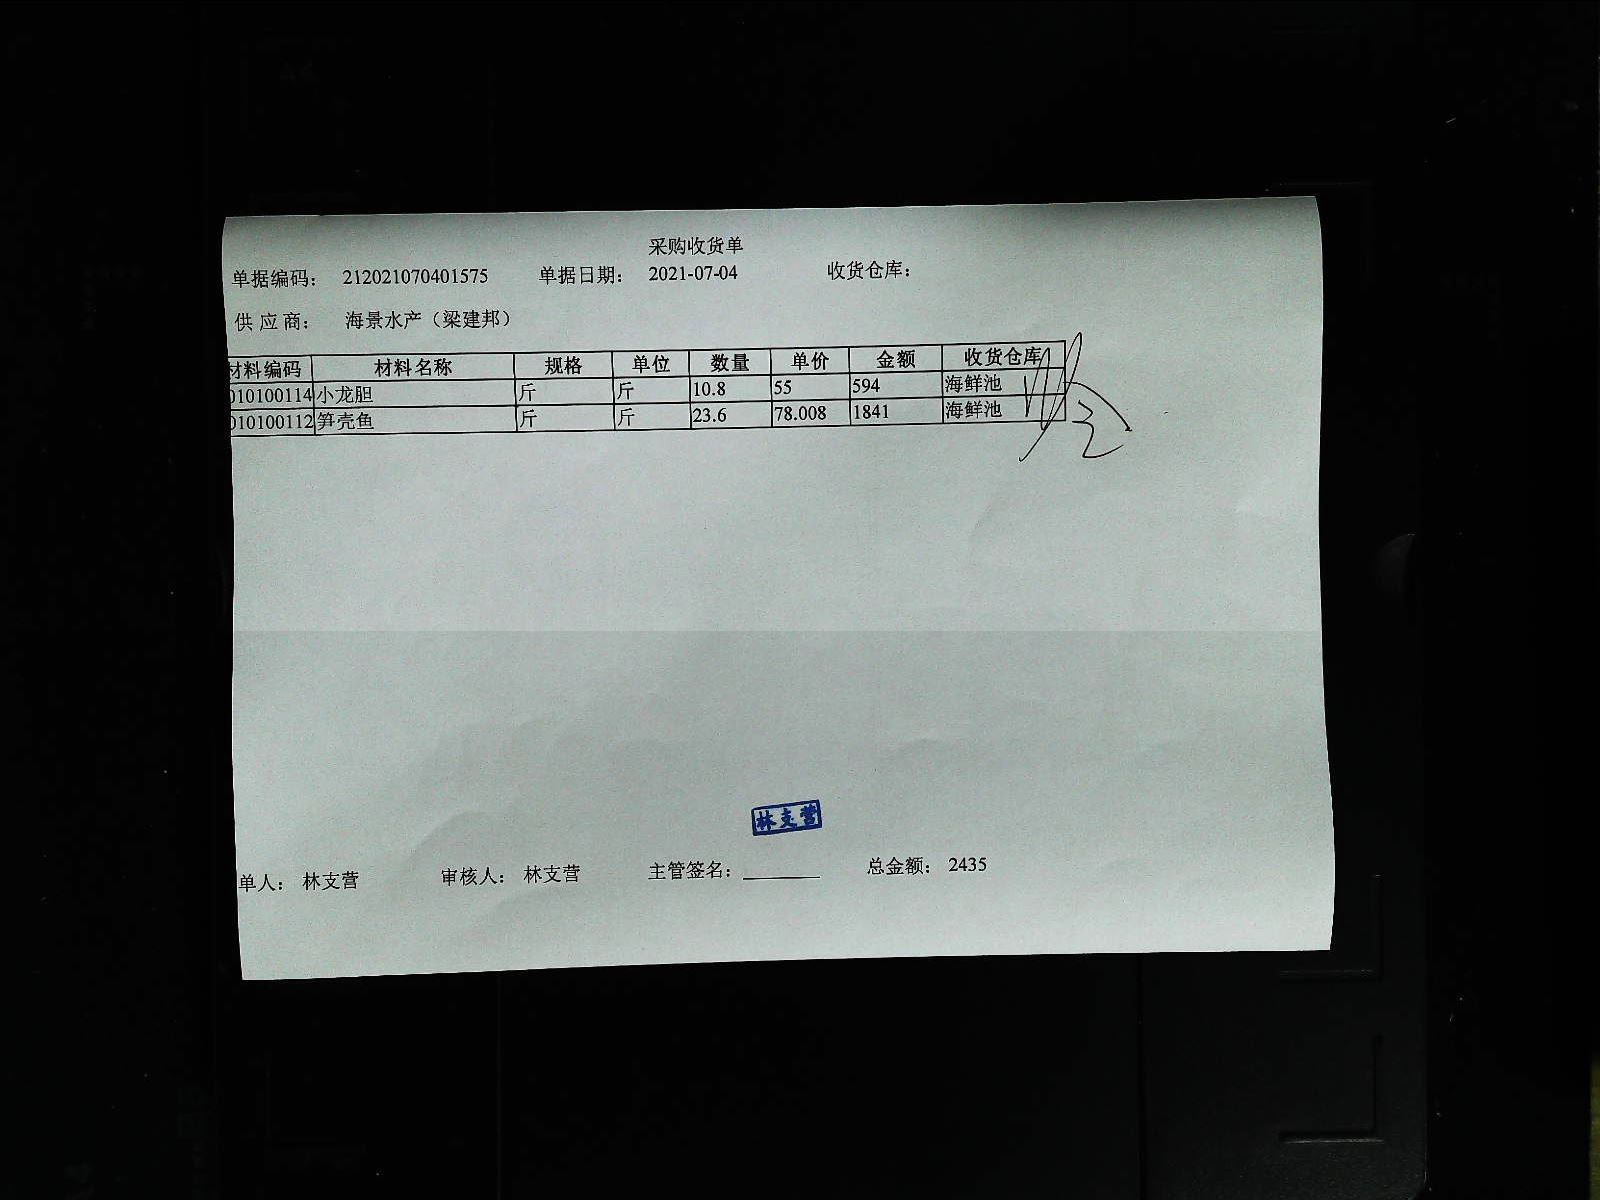 采购收货单
单据编码： 212021070401575 单据日期： 2021-07-04 收货仓库：
供 应 商： 海景水产（梁建邦）
材料编码 材料名称 规格 单位 数量 单价 金额 收货仓库
010100114 小龙胆 斤 斤 10.8 55 594 海鲜池
010100112 笋壳鱼 斤 斤 23.6 78.008 1841 海鲜池
林支营
单人： 林支营 审核人： 林支营 主管签名： 总金额： 2435